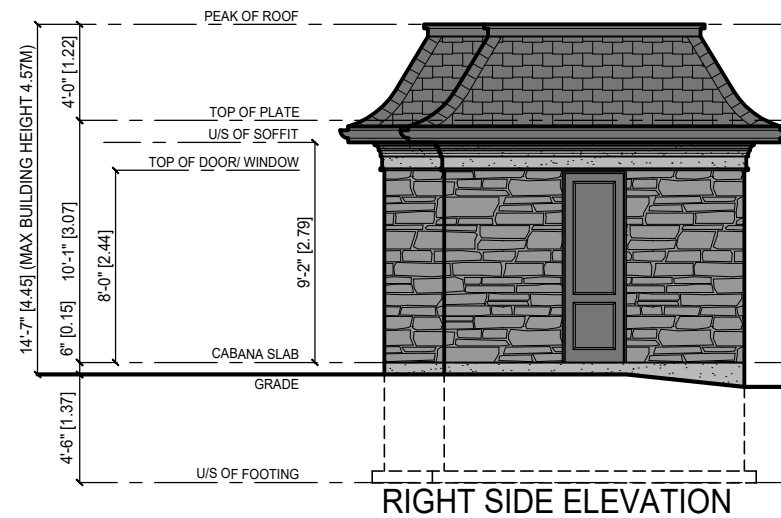 PEAK OF ROOF
TOP OF PLATE
U/S OF SOFFIT
TOP OF DOOR/ WINDOW
CABANA SLAB
GRADE
U/S OF FOOTING
14'-7" [4.45] (MAX BUILDING HEIGHT 4.57M)
4'-0" [1.22]
10'-1" [3.07]
6" [0.15]
4'-6" [1.37]
8'-0" [2.44]
9'-2" [2.79]
RIGHT SIDE ELEVATION